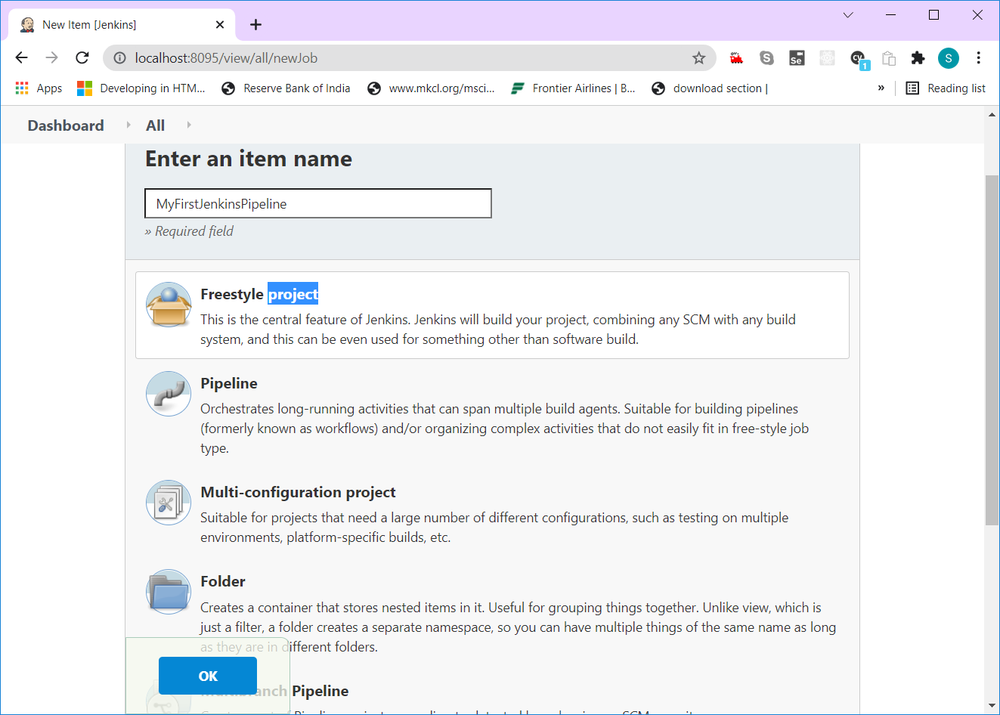 New Item [Jenkins]
localhost:8095/view/all/newJob
Se
cy
1
S
Apps
Developing in HTM...
Reserve Bank of India
www.mkcl.org/msci...
Frontier Airlines | B...
download section |
»
Reading list
Dashboard
All
Enter an item name
MyFirstJenkinsPipeline
» Required field
Freestyle project
This is the central feature of Jenkins. Jenkins will build your project, combining any SCM with any build
system, and this can be even used for something other than software build.
Pipeline
Orchestrates long-running activities that can span multiple build agents. Suitable for building pipelines
(formerly known as workflows) and/or organizing complex activities that do not easily fit in free-style job
type.
Multi-configuration project
Suitable for projects that need a large number of different configurations, such as testing on multiple
environments, platform-specific builds, etc.
Folder
Creates a container that stores nested items in it. Useful for grouping things together. Unlike view, which is
just a filter, a folder creates a separate namespace, so you can have multiple things of the same name as long
as they are in different folders.
OK
Multibranch Pipeline